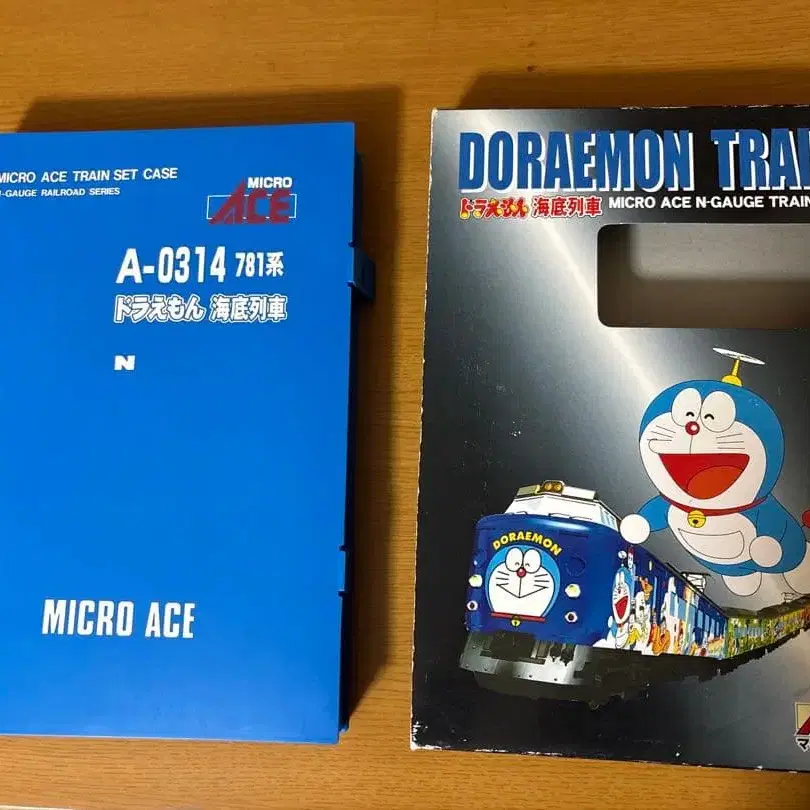 MICRO ACE TRAIN SET CASE
N-GAUGE RAILROAD SERIES
MICRO
ACE
A-0314 781系
ドラえもん 海底列車
N
MICRO ACE
DORAEMON TRAI
ドラえもん 海底列車 MICRO ACE N-GAUGE TRAIN
DORAEMON
マ